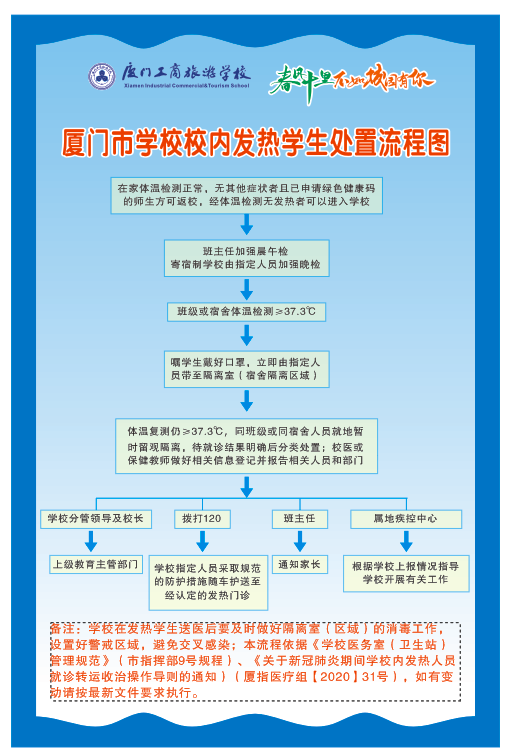 厦门工商旅游学校
Xiamen Industrial Commercial&Tourism School
春风十里不如校园有你
厦门市学校校内发热学生处置流程图
在家体温检测正常，无其他症状者且已申请绿色健康码
的师生方可返校，经体温检测无发热者可以进入学校
班主任加强晨午检
寄宿制学校由指定人员加强晚检
班级或宿舍体温检测≥37.3℃
嘱学生戴好口罩，立即由指定人
员带至隔离室（宿舍隔离区域）
体温复测仍≥37.3℃，同班级或同宿舍人员就地暂
时留观隔离，待就诊结果明确后分类处置；校医或
保健教师做好相关信息登记并报告相关人员和部门
学校分管领导及校长
拨打120
班主任
属地疾控中心
上级教育主管部门
学校指定人员采取规范
的防护措施随车护送至
经认定的发热门诊
通知家长
根据学校上报情况指导
学校开展有关工作
备注：学校在发热学生送医后要及时做好隔离室（区域）的消毒工作，
设置好警戒区域，避免交叉感染；本流程依据《学校医务室（卫生站）
管理规范》（市指挥部9号规程）、《关于新冠肺炎期间学校内发热人员
就诊转运收治操作导则的通知）（厦指医疗组【2020】31号），如有变
动请按最新文件要求执行。